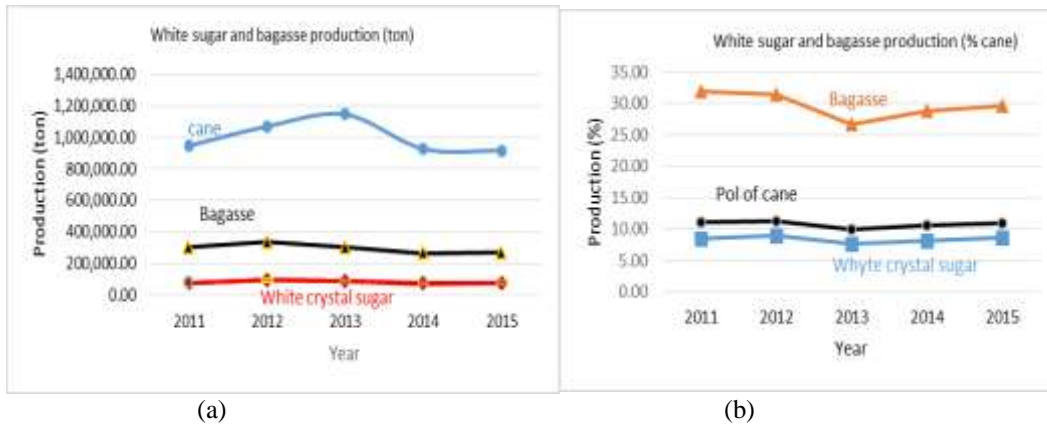 White sugar and bagasse production (ton)
Production (ton)
1,400,000.00
1,200,000.00
1,000,000.00
800,000.00
600,000.00
400,000.00
200,000.00
0.00
cane
Bagasse
White crystal sugar
2011 2012 2013 2014 2015
Year
(a)
White sugar and bagasse production (% cane)
Production (%)
35.00
30.00
25.00
20.00
15.00
10.00
5.00
0.00
Bagasse
Pol of cane
Whyte crystal sugar
2011 2012 2013 2014 2015
Year
(b)